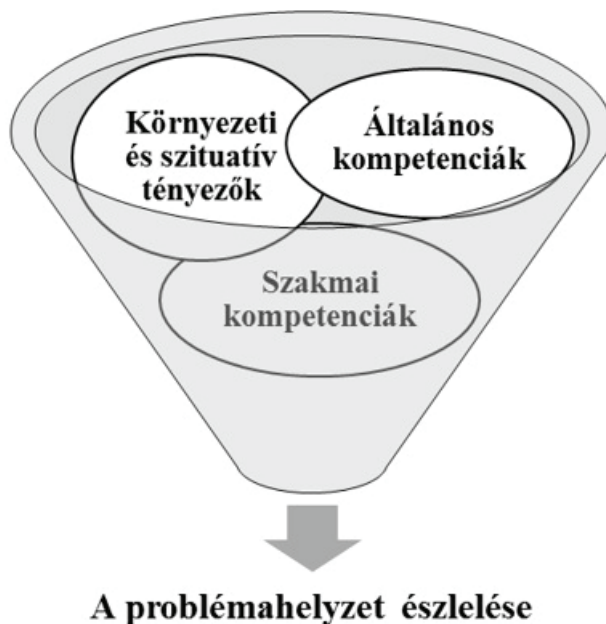 Környezeti
és szituatív
tényezők
Általános
kompetenciák
Szakmai
kompetenciák
A problémahelyzet észlelése